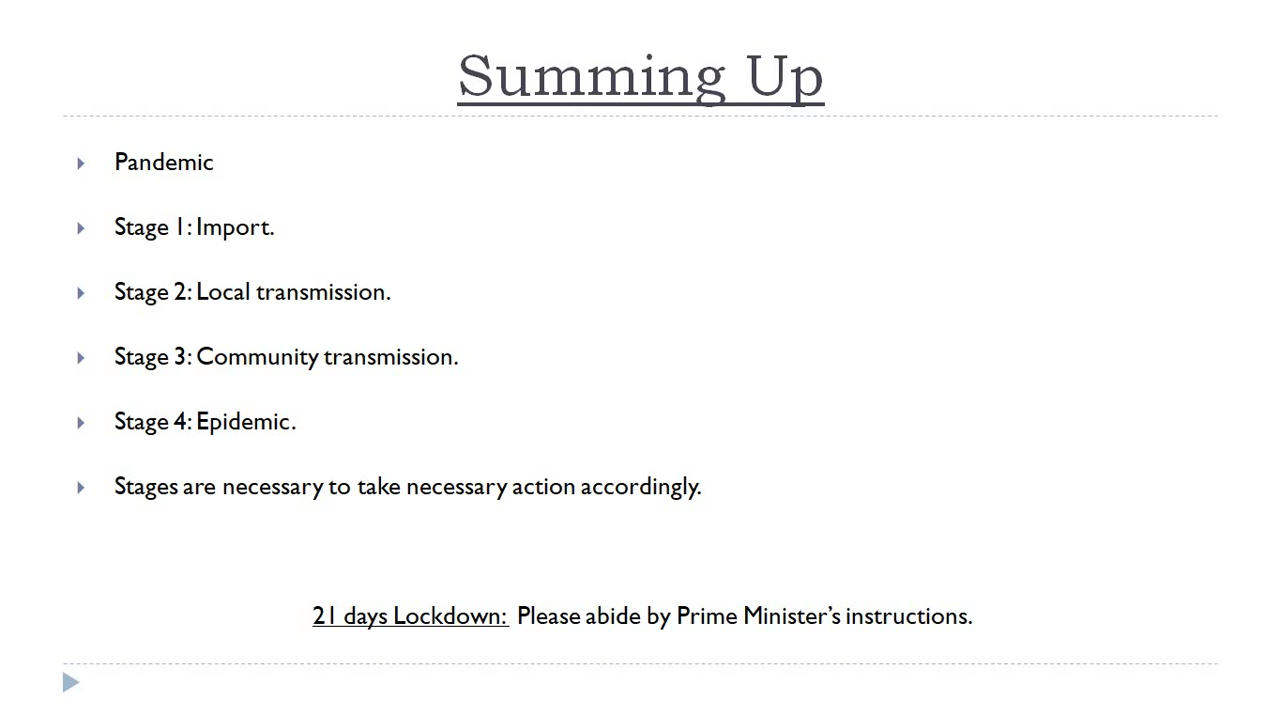 Summing Up
Pandemic
Stage 1: Import.
Stage 2: Local transmission.
Stage 3: Community transmission.
Stage 4: Epidemic.
Stages are necessary to take necessary action accordingly.
21 days Lockdown: Please abide by Prime Minister’s instructions.